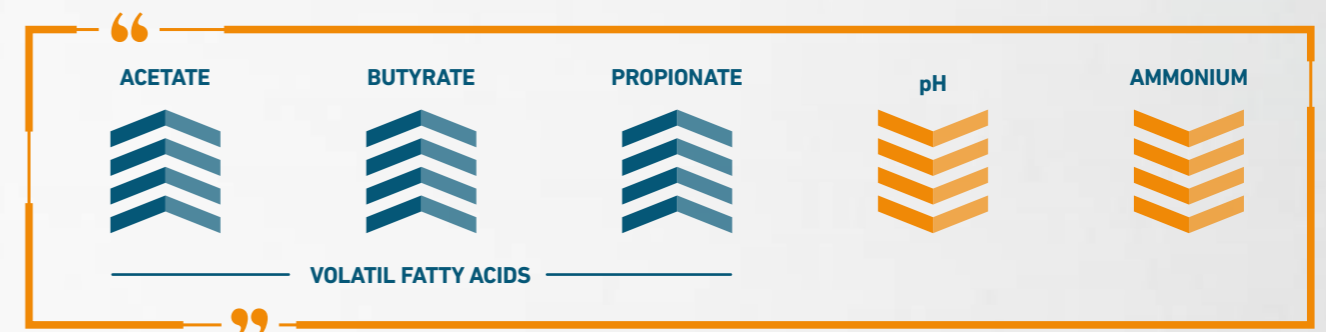 “
ACETATE
BUTYRATE
PROPIONATE
pH
AMMONIUM
VOLATIL FATTY ACIDS
”